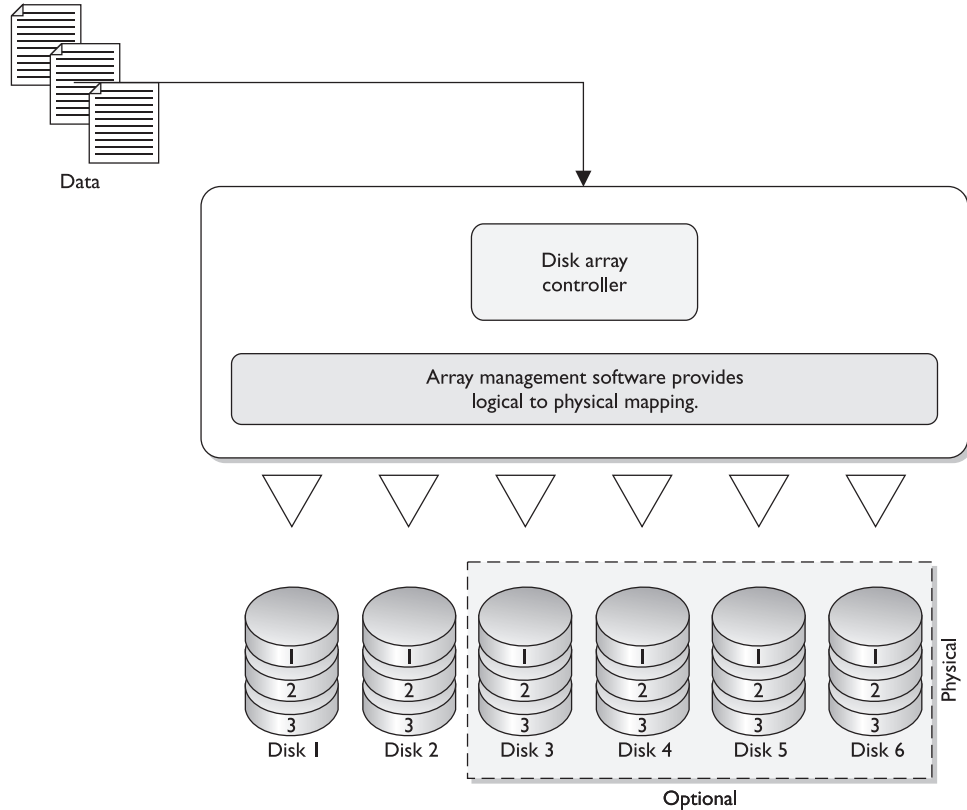 Data
Disk array
controller
Array management software provides
logical to physical mapping.
1 1 1 1 1 1
2 2 2 2 2 2
3 3 3 3 3 3
Disk 1 Disk 2 Disk 3 Disk 4 Disk 5 Disk 6
Physical
Optional